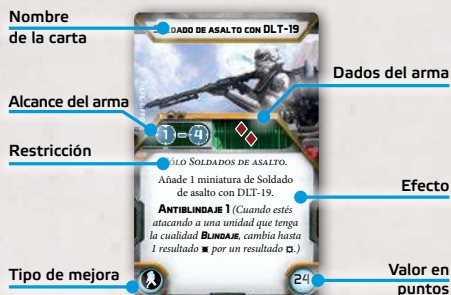 Nombre
de la carta
Soldado de asalto con DLT-19
Dados del arma
Alcance del arma
1-4
Restricción
Sólo Soldados de asalto.
Añade 1 miniatura de Soldado
de asalto con DLT-19.
Efecto
Antiblindaje 1 (Cuando estés
atacando a una unidad que tenga
la cualidad Blindaje, cambia hasta
1 resultado por un resultado .)
Tipo de mejora
24
Valor en
puntos